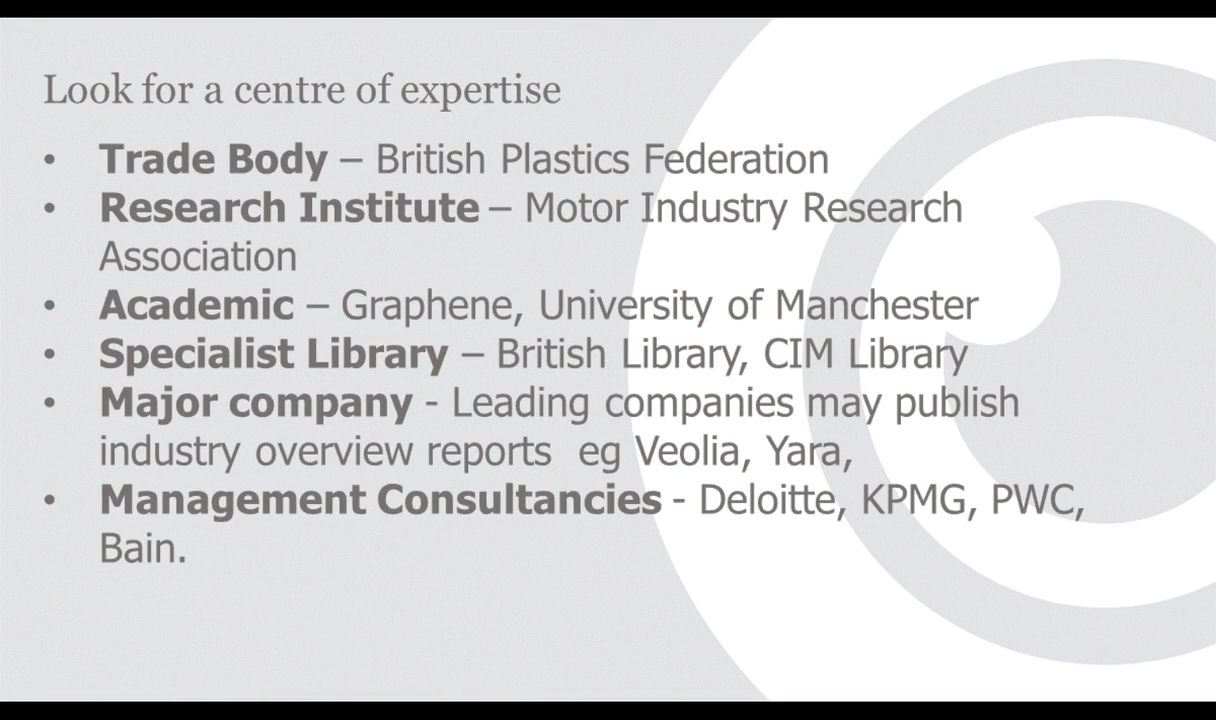 Look for a centre of expertise
• Trade Body – British Plastics Federation
• Research Institute – Motor Industry Research
Association
• Academic – Graphene, University of Manchester
• Specialist Library – British Library, CIM Library
• Major company - Leading companies may publish
industry overview reports  eg Veolia, Yara,
• Management Consultancies - Deloitte, KPMG, PWC,
Bain.